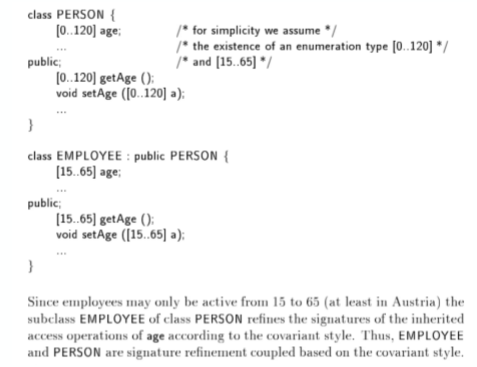 class PERSON {
[0..120] age; /* for simplicity we assume */
... /* the existence of an enumeration type [0..120] */
public; /* and [15..65] */
[0..120] getAge ();
void setAge ([0..120] a);
...
}
class EMPLOYEE : public PERSON {
[15..65] age;
...
public;
[15..65] getAge ();
void setAge ([15..65] a);
...
}
Since employees may only be active from 15 to 65 (at least in Austria) the
subclass EMPLOYEE of class PERSON refines the signatures of the inherited
access operations of age according to the covariant style. Thus, EMPLOYEE
and PERSON are signature refinement coupled based on the covariant style.